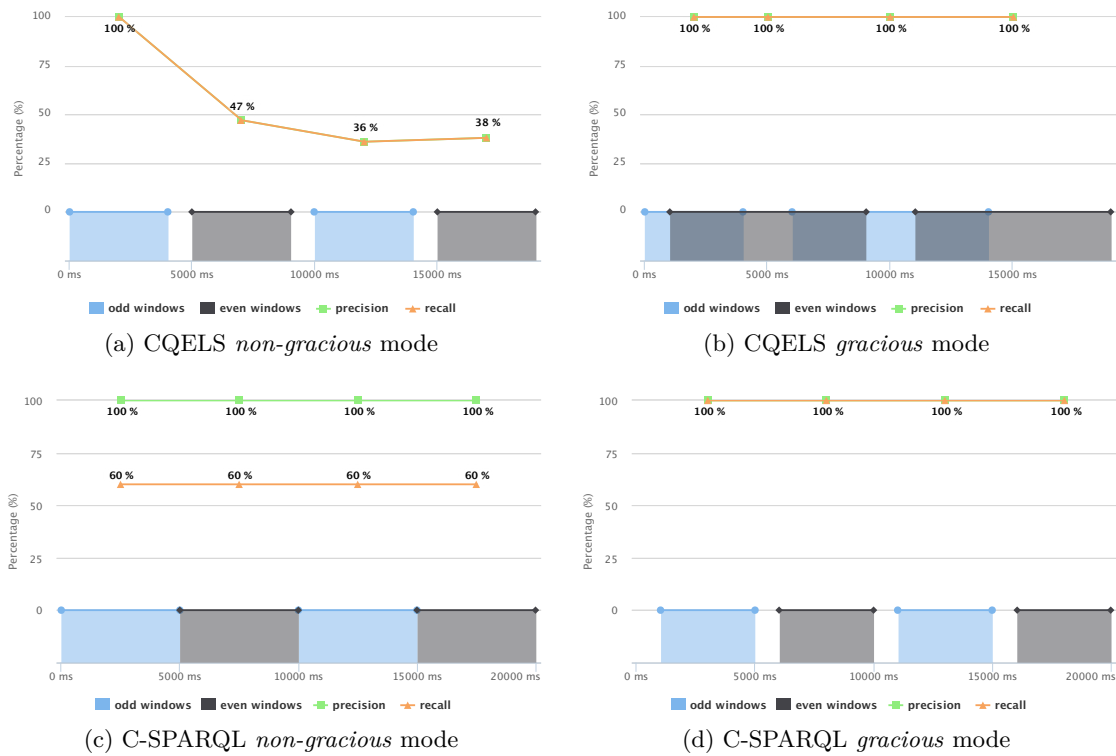 100
75
50
25
0
Percentage (%)
100 %
47 %
36 %
38 %
0 ms
5000 ms
10000 ms
15000 ms
odd windows even windows precision recall
(a) CQELS non-gracious mode
100
75
50
25
0
Percentage (%)
100 %
100 %
100 %
100 %
0 ms
5000 ms
10000 ms
15000 ms
odd windows even windows precision recall
(b) CQELS gracious mode
100
75
50
25
0
Percentage (%)
100 %
100 %
100 %
100 %
60 %
60 %
60 %
60 %
0 ms
5000 ms
10000 ms
15000 ms
20000 ms
odd windows even windows precision recall
(c) C-SPARQL non-gracious mode
100
75
50
25
0
Percentage (%)
100 %
100 %
100 %
100 %
0 ms
5000 ms
10000 ms
15000 ms
20000 ms
odd windows even windows precision recall
(d) C-SPARQL gracious mode